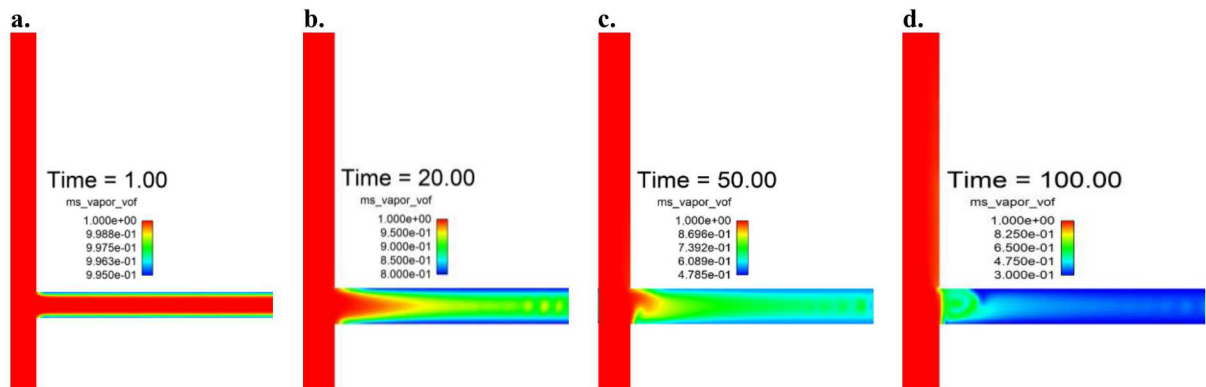 a.
Time = 1.00
ms_vapor_vof
1.000e+00
9.988e-01
9.975e-01
9.963e-01
9.950e-01
b.
Time = 20.00
ms_vapor_vof
1.000e+00
9.500e-01
9.000e-01
8.500e-01
8.000e-01
c.
Time = 50.00
ms_vapor_vof
1.000e+00
8.696e-01
7.392e-01
6.089e-01
4.785e-01
d.
Time = 100.00
ms_vapor_vof
1.000e+00
8.250e-01
6.500e-01
4.750e-01
3.000e-01